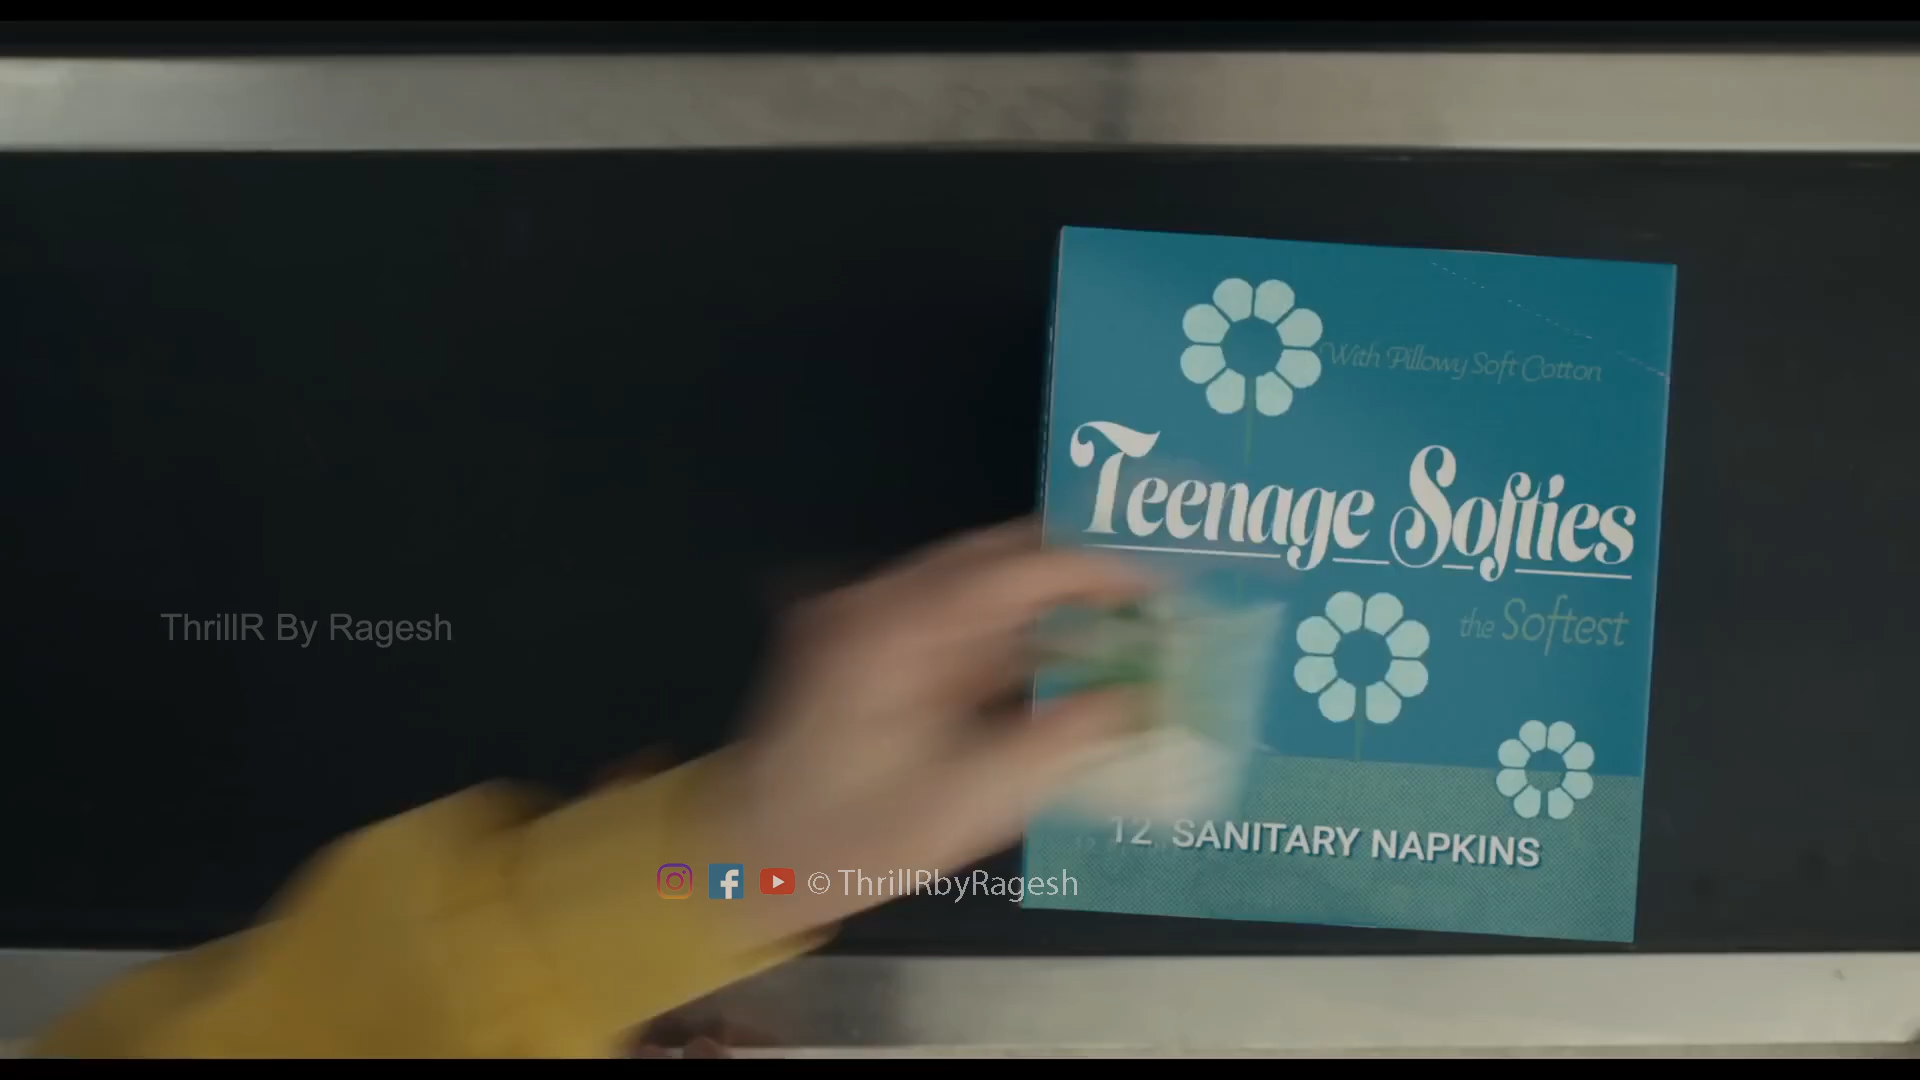 With Pillowy Soft Cotton
Teenage Softies
the Softest
ThrillR By Ragesh
12 SANITARY NAPKINS
© ThrillRbyRagesh